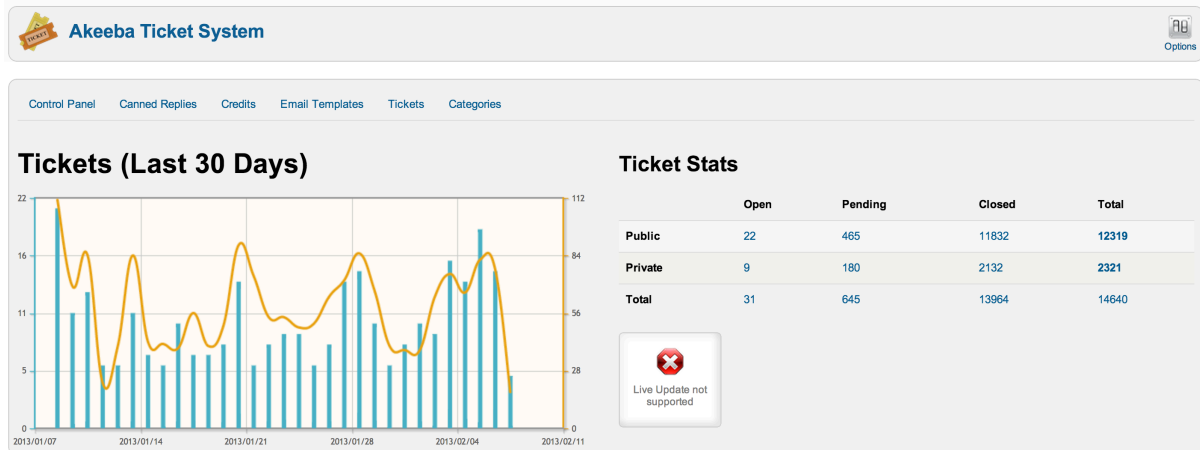 TICKET
Akeeba Ticket System
Options
Control Panel Canned Replies Credits Email Templates Tickets Categories
Tickets (Last 30 Days)
22
16
11
5
0
112
84
56
28
0
2013/01/07 2013/01/14 2013/01/21 2013/01/28 2013/02/04 2013/02/11
Ticket Stats
Open Pending Closed Total
Public 22 465 11832 12319
Private 9 180 2132 2321
Total 31 645 13964 14640
Live Update not
supported